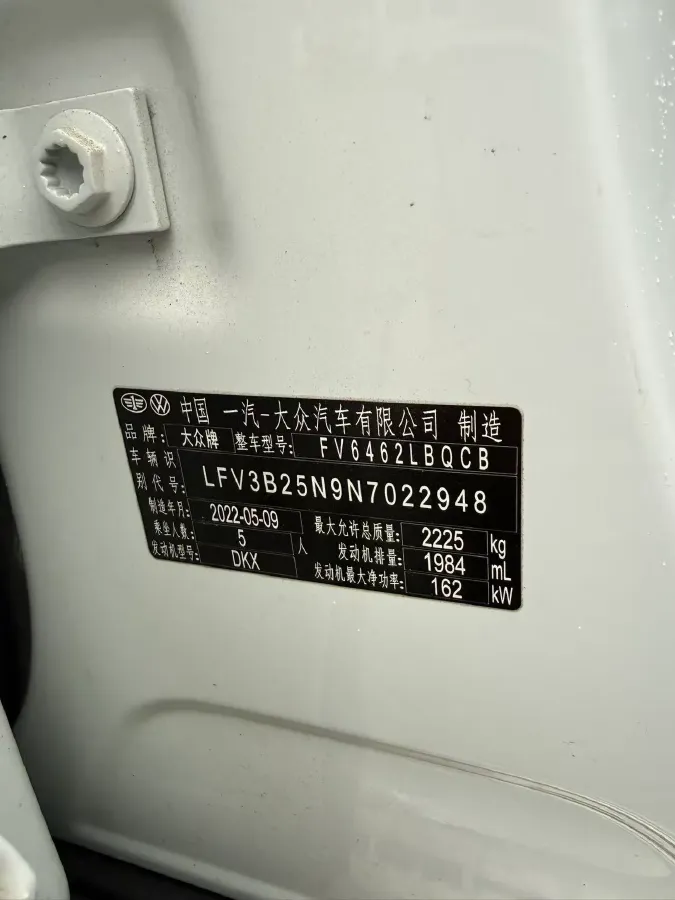 中国 一汽-大众汽车有限公司 制造
品牌: 大众牌 整车型号: FV6462LBQCB
车辆识别代号: LFV3B25N9N7022948
制造年月: 2022-05-09 最大允许总质量: 2225 kg
乘坐人数: 5 人 发动机排量: 1984 mL
发动机型号: DKX 发动机最大净功率: 162 kW